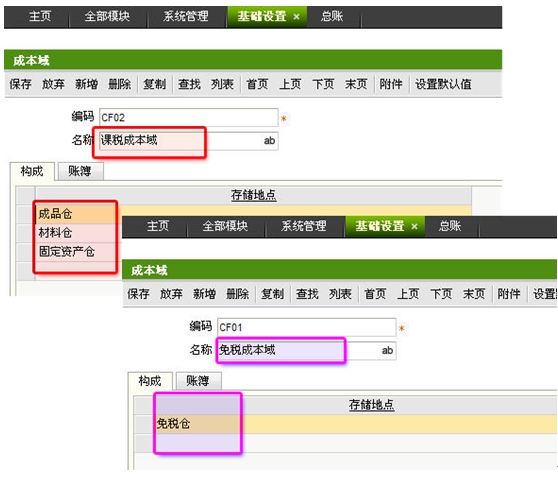 主页 全部模块 系统管理 基础设置 × 总账
成本域
保存 放弃 新增 删除 复制 查找 列表 首页 上页 下页 末页 附件 设置默认值
编码 CF02 *
名称 课税成本域 ab
构成 账簿
存储地点
成品仓
材料仓
固定资产仓
主页 全部模块 系统管理 基础设置 × 总账
成本域
保存 放弃 新增 删除 复制 查找 列表 首页 上页 下页 末页 附件 设置
编码 CF01 *
名称 免税成本域 ab
构成 账簿
存储地点
免税仓